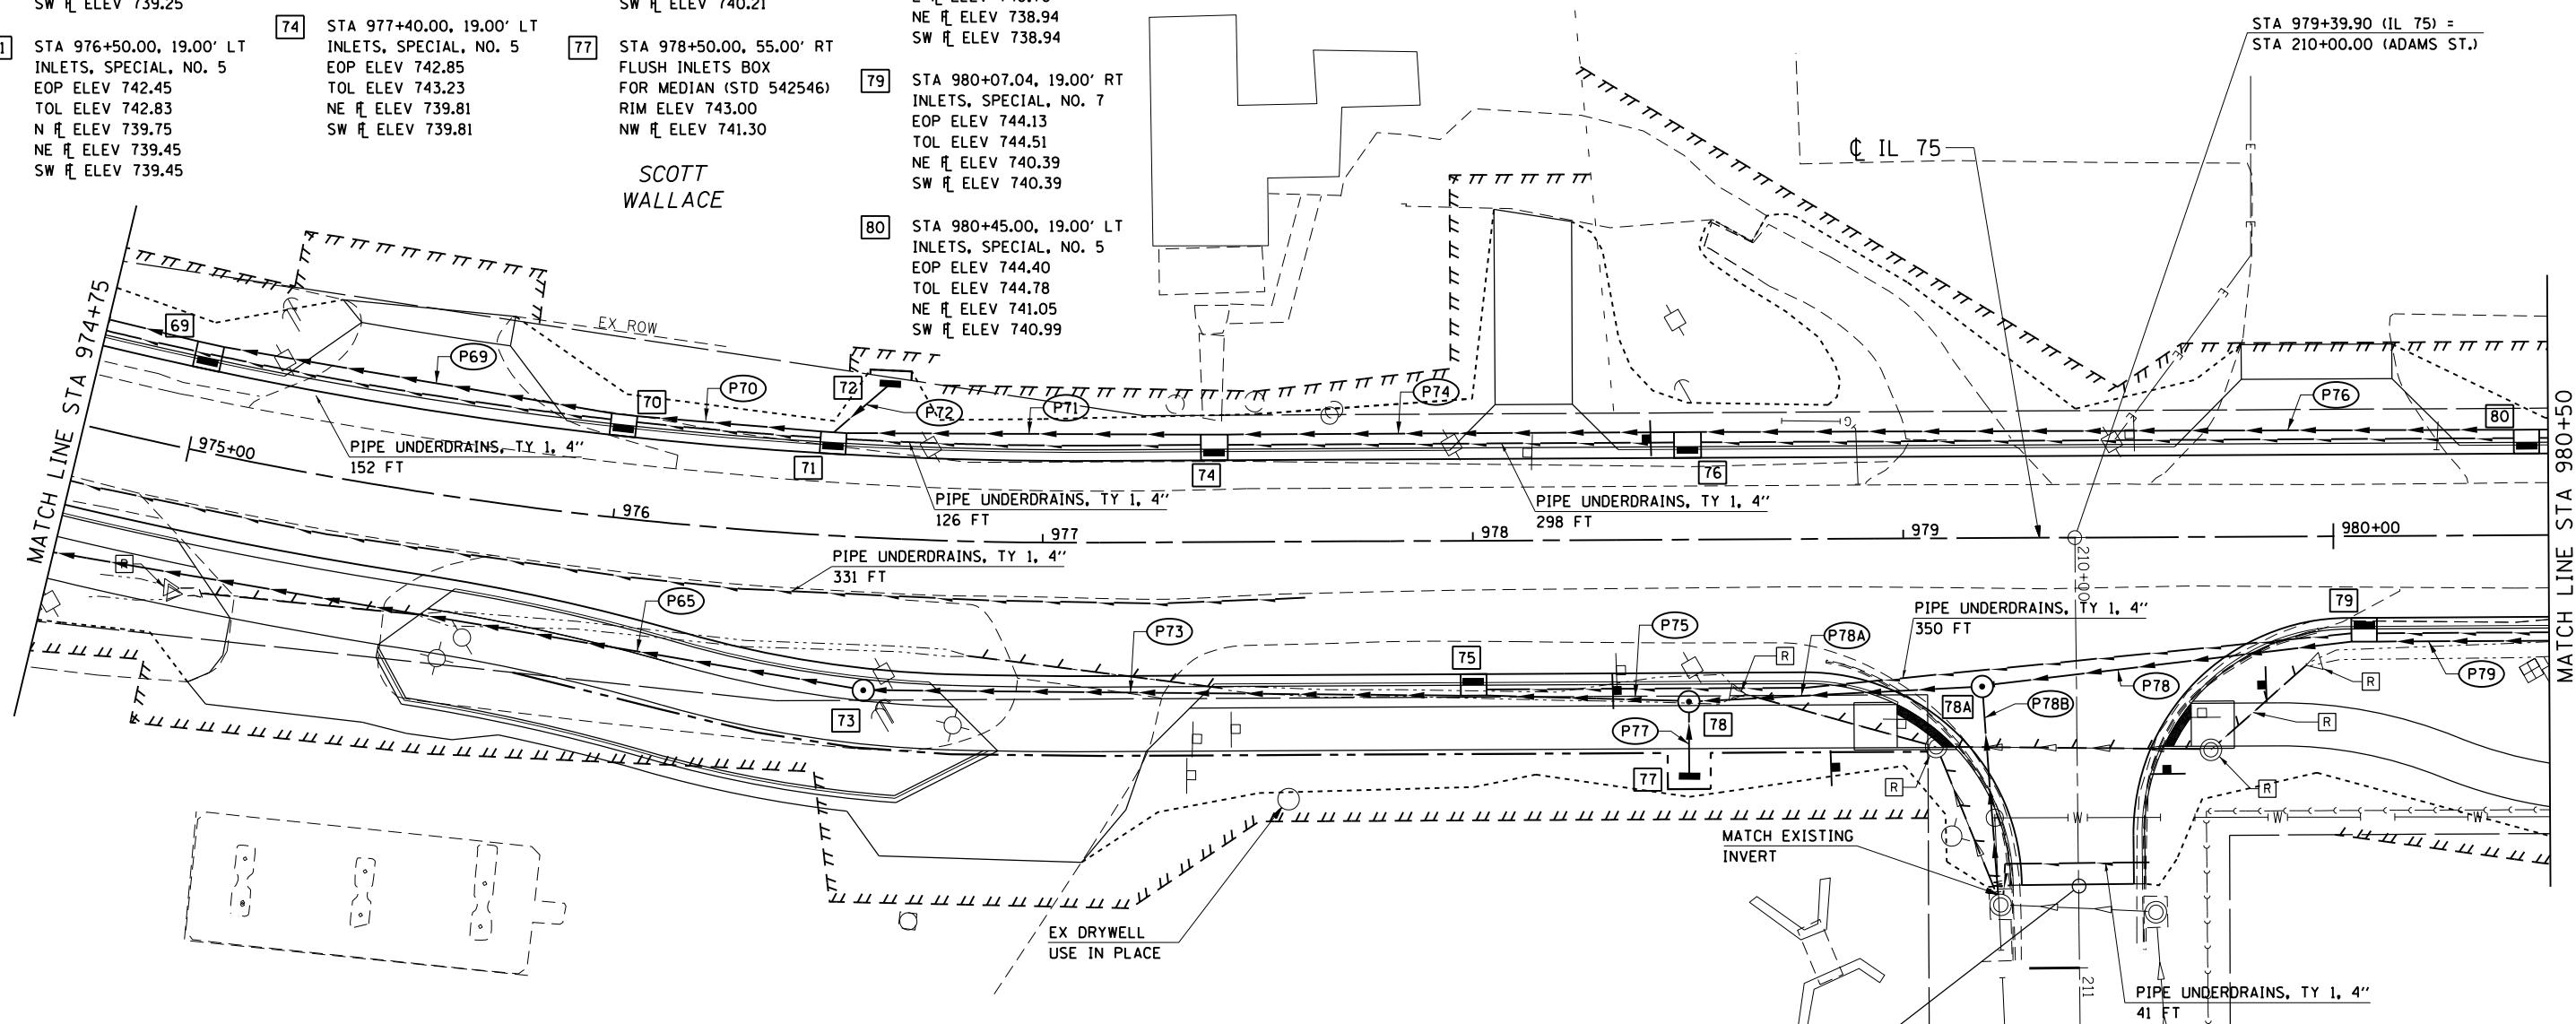 SW ℄ ELEV 739.25
STA 976+50.00, 19.00' LT
INLETS, SPECIAL, NO. 5
EOP ELEV 742.45
TOL ELEV 742.83
N ℄ ELEV 739.75
NE ℄ ELEV 739.45
SW ℄ ELEV 739.45
74
STA 977+40.00, 19.00' LT
INLETS, SPECIAL, NO. 5
EOP ELEV 742.85
TOL ELEV 743.23
NE ℄ ELEV 739.81
SW ℄ ELEV 739.81
SW ℄ ELEV 740.21
77
STA 978+50.00, 55.00' RT
FLUSH INLETS BOX
FOR MEDIAN (STD 542546)
RIM ELEV 743.00
NW ℄ ELEV 741.30
SCOTT
WALLACE
NE ℄ ELEV 738.94
SW ℄ ELEV 738.94
79
STA 980+07.04, 19.00' RT
INLETS, SPECIAL, NO. 7
EOP ELEV 744.13
TOL ELEV 744.51
NE ℄ ELEV 740.39
SW ℄ ELEV 740.39
80
STA 980+45.00, 19.00' LT
INLETS, SPECIAL, NO. 5
EOP ELEV 744.40
TOL ELEV 744.78
NE ℄ ELEV 741.05
SW ℄ ELEV 740.99
STA 979+39.90 (IL 75) =
STA 210+00.00 (ADAMS ST.)
℄ IL 75
MATCH LINE STA 974+75
MATCH LINE STA 980+50
EX ROW
69
P69
70
P70
72
P72
71
P71
74
P74
76
P76
80
PIPE UNDERDRAINS, TY 1, 4"
152 FT
PIPE UNDERDRAINS, TY 1, 4"
126 FT
PIPE UNDERDRAINS, TY 1, 4"
298 FT
975+00
976
977
978
979
980+00
210+00
PIPE UNDERDRAINS, TY 1, 4"
331 FT
PIPE UNDERDRAINS, TY 1, 4"
350 FT
R
P65
73
P73
75
P75
R
P78A
78
P77
77
78A
P78B
P78
79
P79
R
R
R
R
G
E
E
E
W
W
W
MATCH EXISTING
INVERT
EX DRYWELL
USE IN PLACE
211
PIPE UNDERDRAINS, TY 1, 4"
41 FT